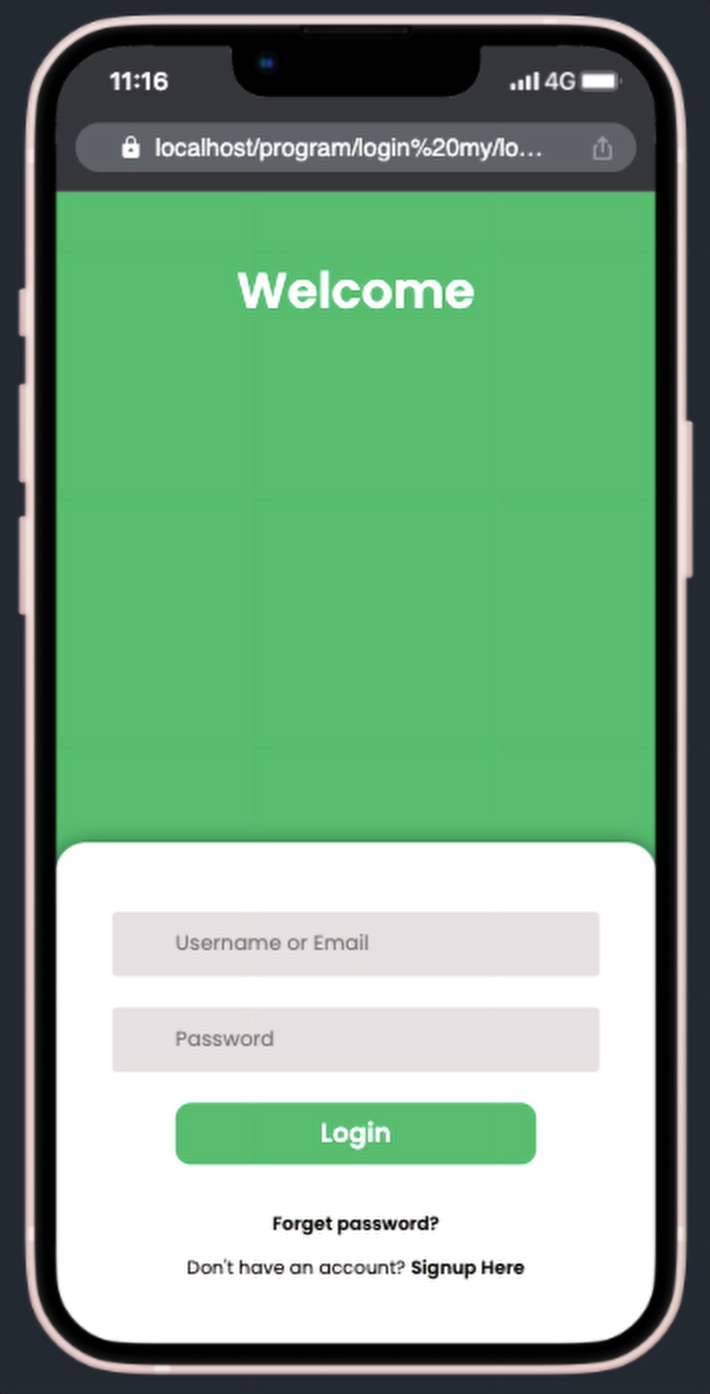 11:16 4G
localhost/program/login%20my/lo...
Welcome
Username or Email
Password
Login
Forget password?
Don't have an account? Signup Here